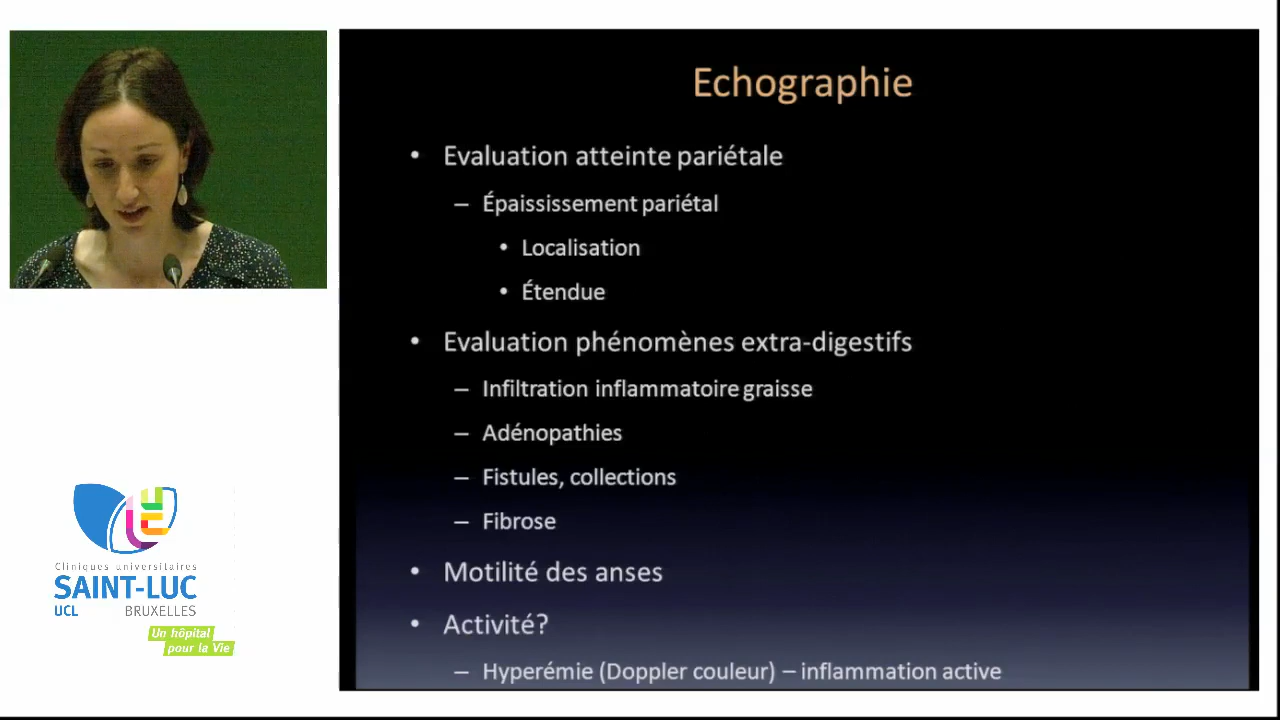 Echographie
• Evaluation atteinte pariétale
– Épaississement pariétal
• Localisation
• Étendue
• Evaluation phénomènes extra-digestifs
– Infiltration inflammatoire graisse
– Adénopathies
– Fistules, collections
– Fibrose
• Motilité des anses
• Activité?
– Hyperémie (Doppler couleur) – inflammation active
Cliniques universitaires
SAINT-LUC
UCL BRUXELLES
Un hôpital
pour la Vie